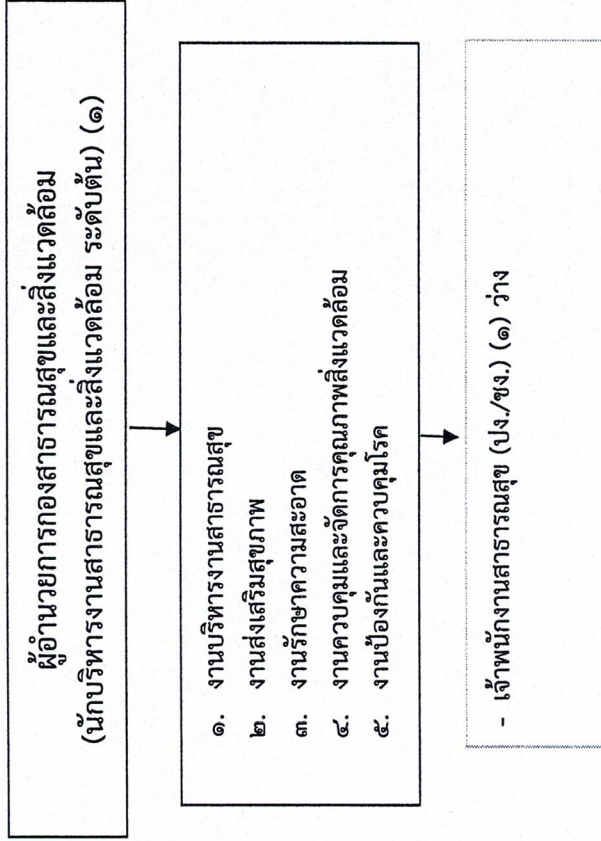 ผู้อำนวยการกองสาธารณสุขและสิ่งแวดล้อม
(นักบริหารงานสาธารณสุขและสิ่งแวดล้อม ระดับต้น) (๑)
๑. งานบริหารงานสาธารณสุข
๒. งานส่งเสริมสุขภาพ
๓. งานรักษาความสะอาด
๔. งานควบคุมและจัดการคุณภาพสิ่งแวดล้อม
๕. งานป้องกันและควบคุมโรค
- เจ้าพนักงานสาธารณสุข (ปง./ชง.) (๑) ว่าง